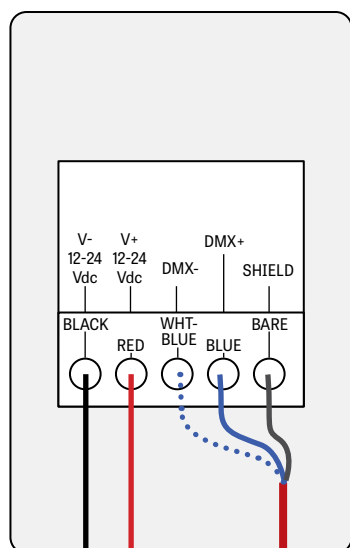 V-
12-24
Vdc
V+
12-24
Vdc
DMX-
DMX+
SHIELD
BLACK
RED
WHT-
BLUE
BLUE
BARE